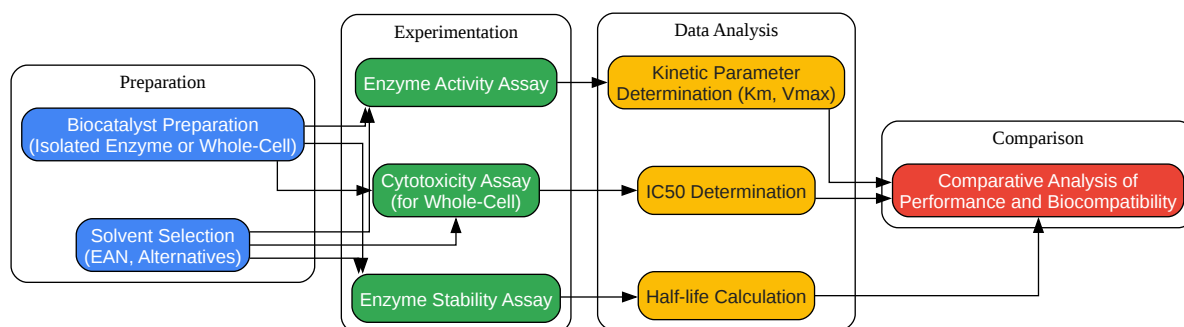 Preparation
Biocatalyst Preparation
(Isolated Enzyme or Whole-Cell)
Solvent Selection
(EAN, Alternatives)
Experimentation
Enzyme Activity Assay
Cytotoxicity Assay
(for Whole-Cell)
Enzyme Stability Assay
Data Analysis
Kinetic Parameter
Determination (Km, Vmax)
IC50 Determination
Half-life Calculation
Comparison
Comparative Analysis of
Performance and Biocompatibility